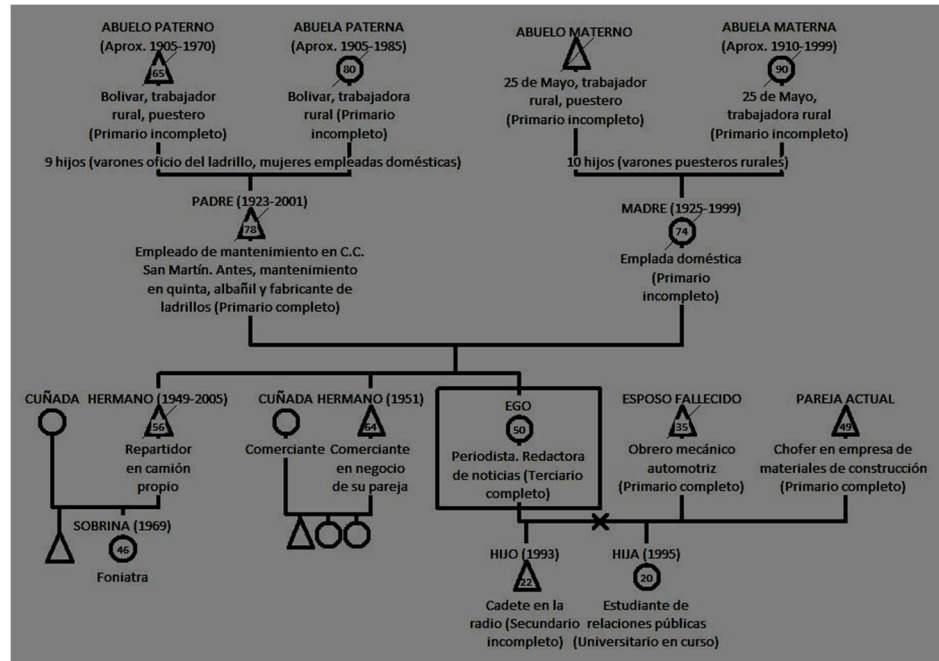 ABUELO PATERNO
(Aprox. 1905-1970)
65
Bolivar, trabajador
rural, puestero
(Primario incompleto)
ABUELA PATERNA
(Aprox. 1905-1985)
80
Bolivar, trabajadora
rural (Primario
incompleto)
ABUELO MATERNO
25 de Mayo, trabajador
rural, puestero
(Primario incompleto)
ABUELA MATERNA
(Aprox. 1910-1999)
90
25 de Mayo,
trabajadora rural
(Primario incompleto)
9 hijos (varones oficio del ladrillo, mujeres empleadas domésticas)
10 hijos (varones puesteros rurales)
PADRE (1923-2001)
78
Empleado de mantenimiento en C.C.
San Martín. Antes, mantenimiento
en quinta, albañil y fabricante de
ladrillos (Primario completo)
MADRE (1925-1999)
74
Emplada doméstica
(Primario
incompleto)
CUÑADA
HERMANO (1949-2005)
56
Repartidor
en camión
propio
CUÑADA
Comerciante
HERMANO (1951)
64
Comerciante
en negocio
de su pareja
EGO
50
Periodista. Redactora
de noticias (Terciario
completo)
ESPOSO FALLECIDO
35
Obrero mecánico
automotriz
(Primario completo)
PAREJA ACTUAL
49
Chofer en empresa de
materiales de construcción
(Primario completo)
SOBRINA (1969)
46
Foniatra
HIJO (1993)
22
Cadete en la
radio (Secundario
incompleto)
HIJA (1995)
20
Estudiante de
relaciones públicas
(Universitario en curso)